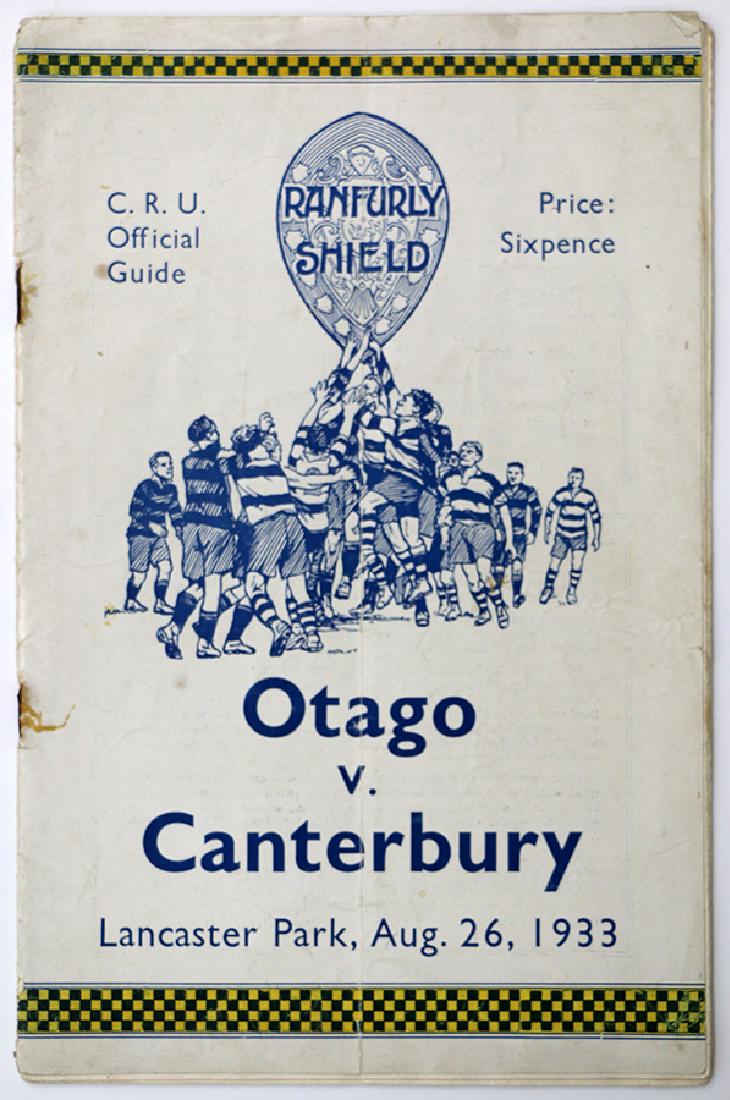 RANFURLY
SHIELD
C. R. U.
Official
Guide
Price:
Sixpence
Otago
v.
Canterbury
Lancaster Park, Aug. 26, 1933